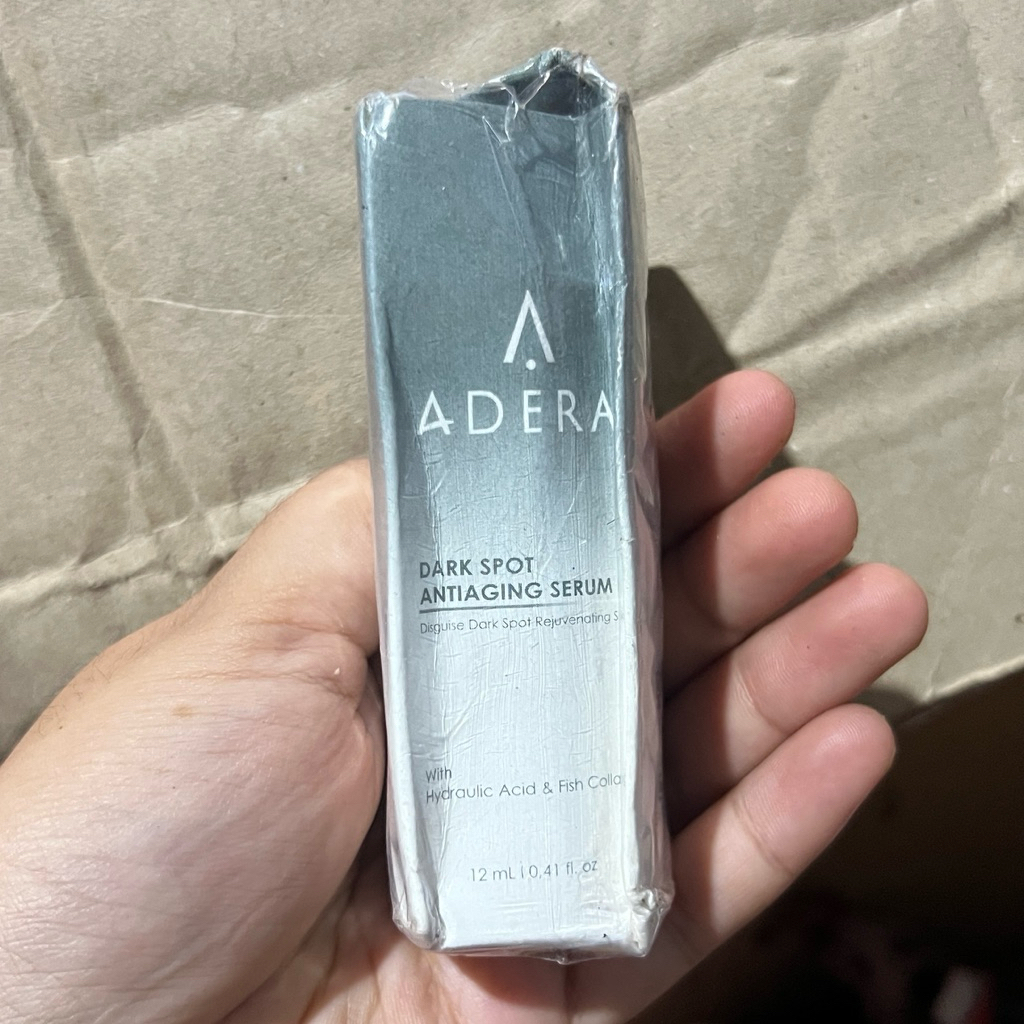 ADERA
DARK SPOT
ANTIAGING SERUM
Disguise Dark Spot Rejuvenating S
With
Hydraulic Acid & Fish Colla
12 mL | 0.41 fl. oz